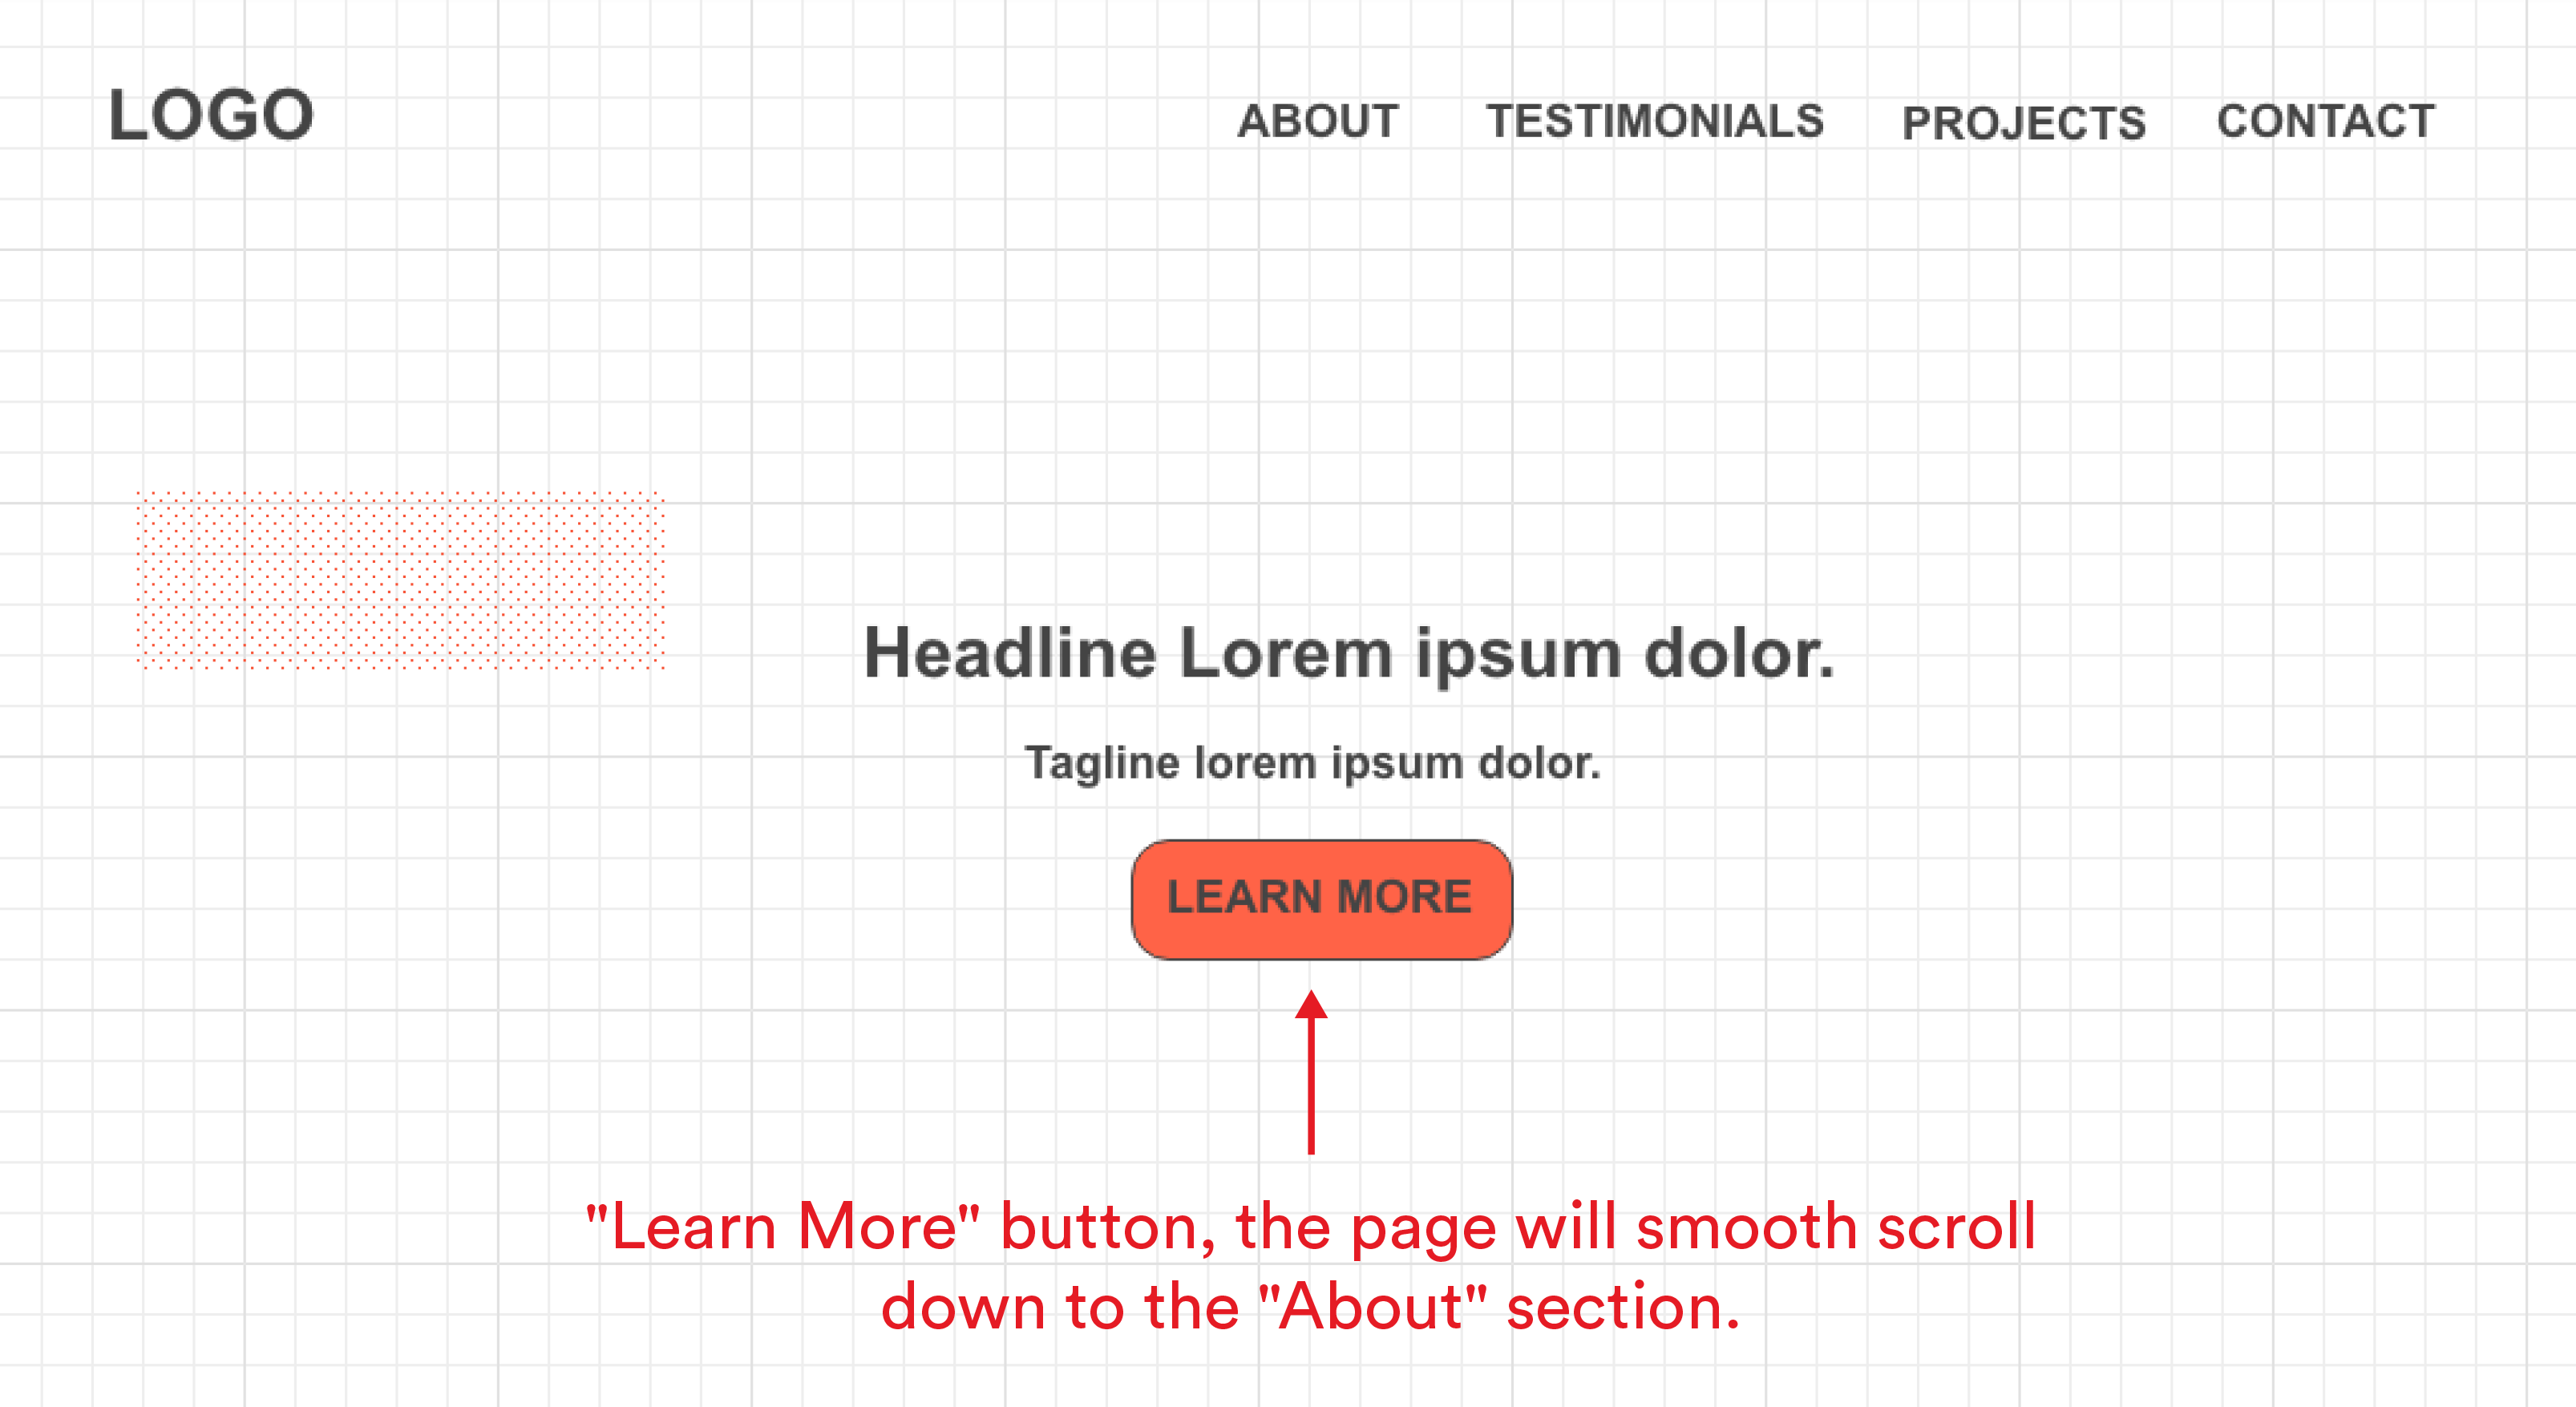 LOGO
ABOUT TESTIMONIALS PROJECTS CONTACT
Headline Lorem ipsum dolor.
Tagline lorem ipsum dolor.
LEARN MORE
"Learn More" button, the page will smooth scroll
down to the "About" section.